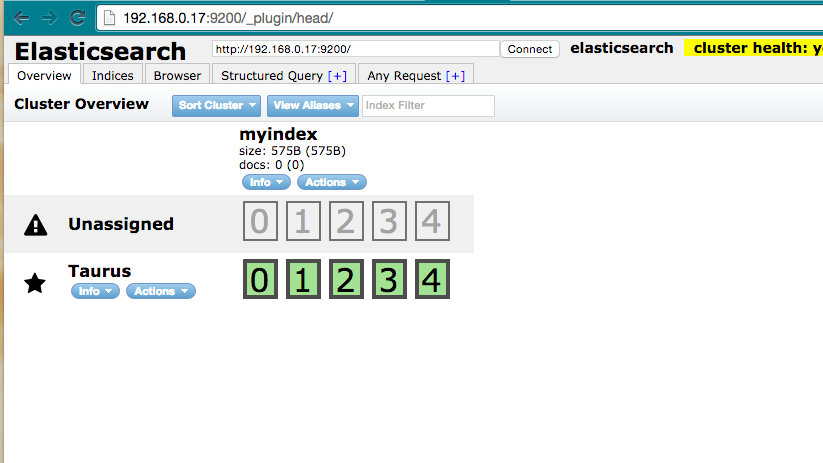 192.168.0.17:9200/_plugin/head/
Elasticsearch http://192.168.0.17:9200/ Connect elasticsearch cluster health: y
Overview Indices Browser Structured Query [+] Any Request [+]
Cluster Overview Sort Cluster View Aliases Index Filter
myindex
size: 575B (575B)
docs: 0 (0)
Info Actions
Unassigned 0 1 2 3 4
Taurus 0 1 2 3 4
Info Actions